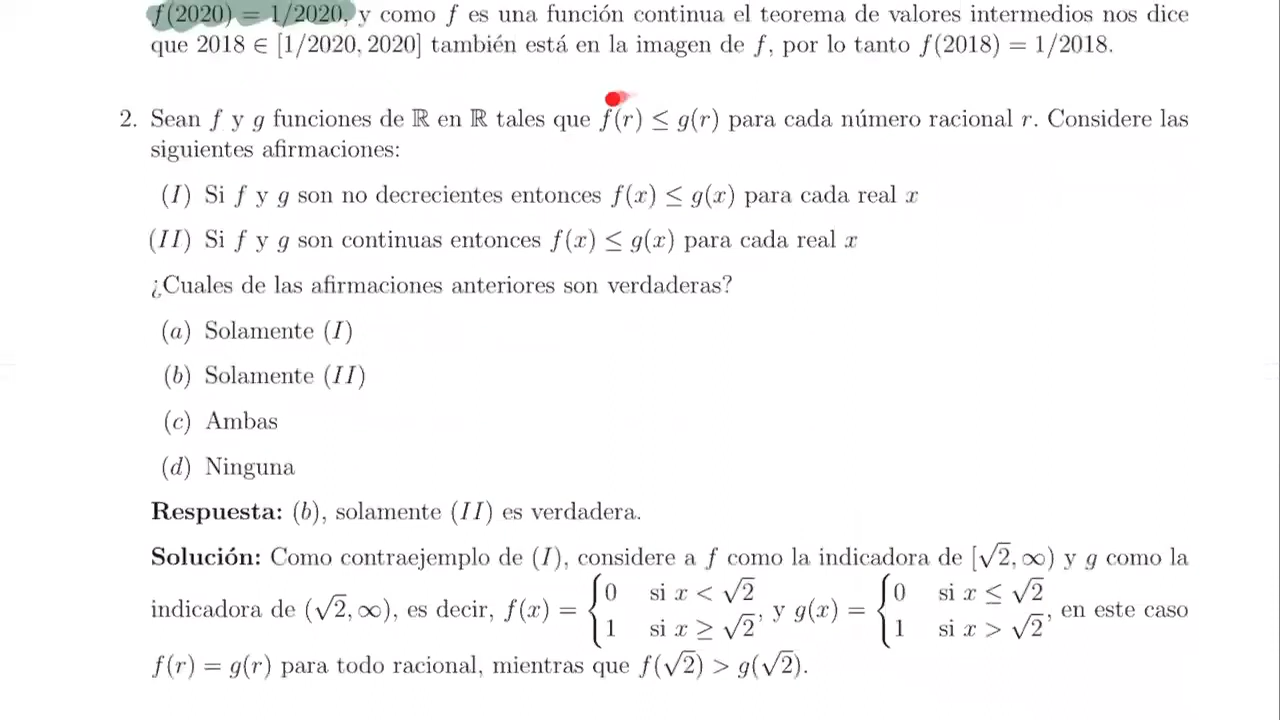 f(2020) = 1/2020, y como f es una función continua el teorema de valores intermedios nos dice
que 2018 ∈ [1/2020, 2020] también está en la imagen de f, por lo tanto f(2018) = 1/2018.
2. Sean f y g funciones de ℝ en ℝ tales que f(r) ≤ g(r) para cada número racional r. Considere las
siguientes afirmaciones:
(I) Si f y g son no decrecientes entonces f(x) ≤ g(x) para cada real x
(II) Si f y g son continuas entonces f(x) ≤ g(x) para cada real x
¿Cuales de las afirmaciones anteriores son verdaderas?
(a) Solamente (I)
(b) Solamente (II)
(c) Ambas
(d) Ninguna
Respuesta: (b), solamente (II) es verdadera.
Solución: Como contraejemplo de (I), considere a f como la indicadora de [√2, ∞) y g como la
indicadora de (√2, ∞), es decir, f(x) = {0 si x < √2 1 si x ≥ √2, y g(x) = {0 si x ≤ √2 1 si x > √2, en este caso
f(r) = g(r) para todo racional, mientras que f(√2) > g(√2).